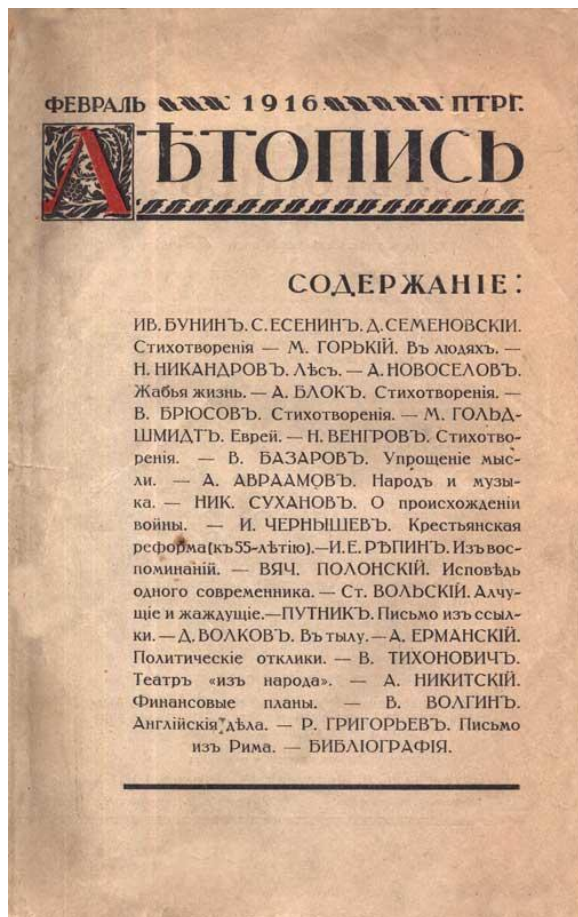 ФЕВРАЛЬ 1916 ПТРГ.
ЛѢТОПИСЬ
СОДЕРЖАНІЕ:
ИВ. БУНИНЪ. С. ЕСЕНИНЪ. Д. СЕМЕНОВСКІЙ.
Стихотворенія — М. ГОРЬКІЙ. Въ людяхъ. —
Н. НИКАНДРОВЪ. Лѣсъ. — А. НОВОСЕЛОВЪ.
Жабья жизнь. — А. БЛОКЪ. Стихотворенія. —
В. БРЮСОВЪ. Стихотворенія. — М. ГОЛЬД-
ШМИДТЪ. Еврей. — Н. ВЕНГРОВЪ. Стихотво-
ренія. — В. БАЗАРОВЪ. Упрощеніе мыс-
ли. — А. АВРААМОВЪ. Народъ и музы-
ка. — НИК. СУХАНОВЪ. О происхожденіи
войны. — И. ЧЕРНЫШЕВЪ. Крестьянская
реформа (къ 55-лѣтію). — И. Е. РѢПИНЪ. Изъ вос-
поминаній. — ВЯЧ. ПОЛОНСКІЙ. Исповѣдь
одного современника. — Ст. ВОЛЬСКІЙ. Алчу-
щіе и жаждущіе. — ПУТНИКЪ. Письмо изъ ссыл-
ки. — Д. ВОЛКОВЪ. Въ тылу. — А. ЕРМАНСКІЙ.
Политическіе отклики. — В. ТИХОНОВИЧЪ.
Театръ «изъ народа». — А. НИКИТСКІЙ.
Финансовые планы. — В. ВОЛГИНЪ.
Англійскія дѣла. — Р. ГРИГОРЬЕВЪ. Письмо
изъ Рима. — БИБЛІОГРАФІЯ.